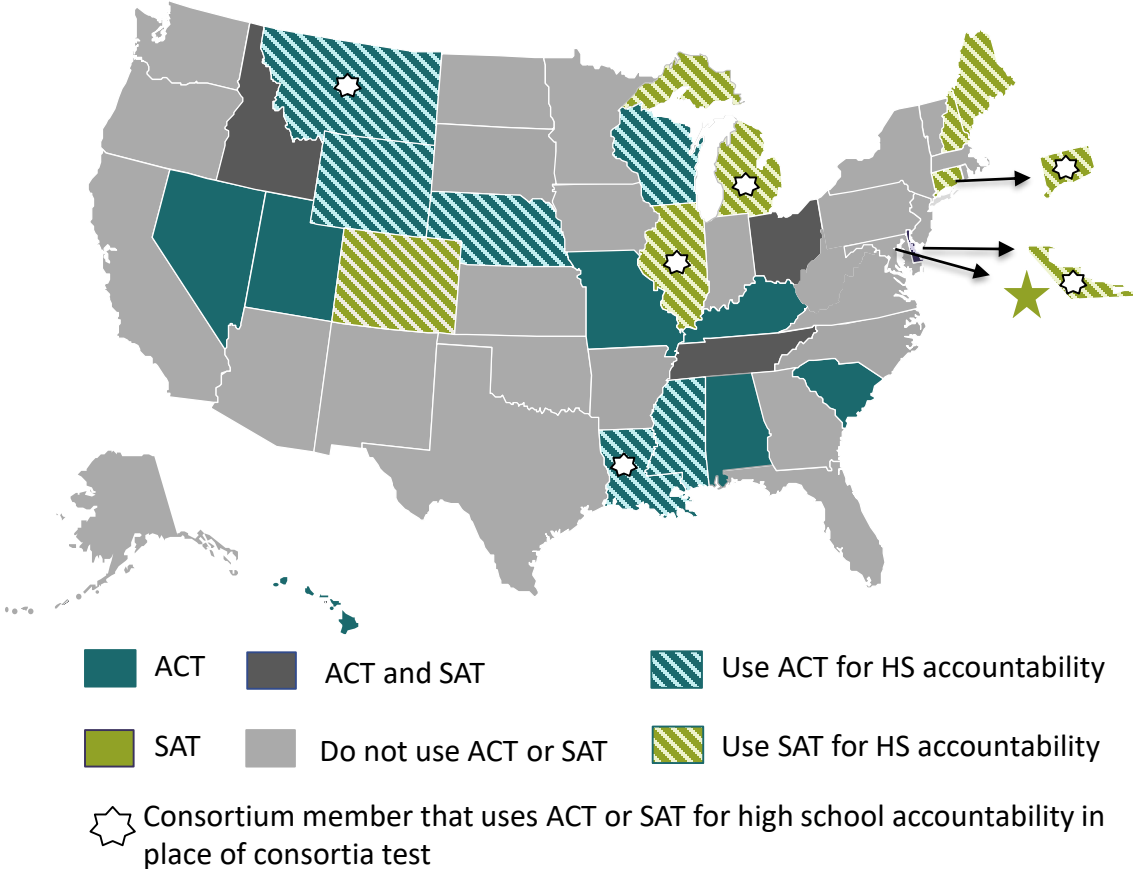 ACT
ACT and SAT
Use ACT for HS accountability
SAT
Do not use ACT or SAT
Use SAT for HS accountability
Consortium member that uses ACT or SAT for high school accountability in
place of consortia test